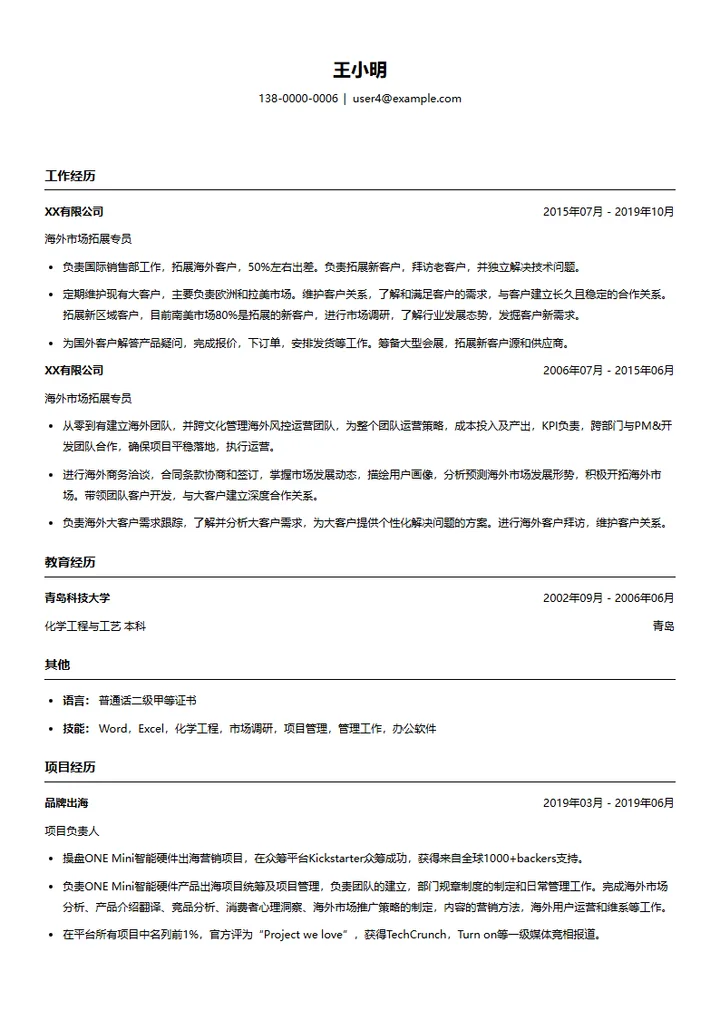 王小明
138-0000-0006 | user4@example.com
工作经历
XX有限公司 2015年07月 - 2019年10月
海外市场拓展专员
• 负责国际销售部工作，拓展海外客户，50%左右出差。负责拓展新客户，拜访老客户，并独立解决技术问题。
• 定期维护现有大客户，主要负责欧洲和拉美市场。维护客户关系，了解和满足客户的需求，与客户建立长久且稳定的合作关系。
拓展新区域客户，目前南美市场80%是拓展的新客户，进行市场调研，了解行业发展态势，发掘客户新需求。
• 为国外客户解答产品疑问，完成报价，下订单，安排发货等工作。筹备大型会展，拓展新客户源和供应商。
XX有限公司 2006年07月 - 2015年06月
海外市场拓展专员
• 从零到有建立海外团队，并跨文化管理海外风控运营团队，为整个团队运营策略，成本投入及产出，KPI负责，跨部门与PM&开
发团队合作，确保项目平稳落地，执行运营。
• 进行海外商务洽谈，合同条款协商和签订，掌握市场发展动态，描绘用户画像，分析预测海外市场发展形势，积极开拓海外市
场。带领团队客户开发，与大客户建立深度合作关系。
• 负责海外大客户需求跟踪，了解并分析大客户需求，为大客户提供个性化解决问题的方案。进行海外客户拜访，维护客户关系。
教育经历
青岛科技大学 2002年09月 - 2006年06月
化学工程与工艺 本科 青岛
其他
• 语言： 普通话二级甲等证书
• 技能： Word，Excel，化学工程，市场调研，项目管理，管理工作，办公软件
项目经历
品牌出海 2019年03月 - 2019年06月
项目负责人
• 操盘ONE Mini智能硬件出海营销项目，在众筹平台Kickstarter众筹成功，获得来自全球1000+backers支持。
• 负责ONE Mini智能硬件产品出海项目统筹及项目管理，负责团队的建立，部门规章制度的制定和日常管理工作。完成海外市场
分析、产品介绍翻译、竞品分析、消费者心理洞察、海外市场推广策略的制定，内容的营销方法，海外用户运营和维系等工作。
• 在平台所有项目中名列前1%，官方评为“Project we love”，获得TechCrunch，Turn on等一级媒体竞相报道。